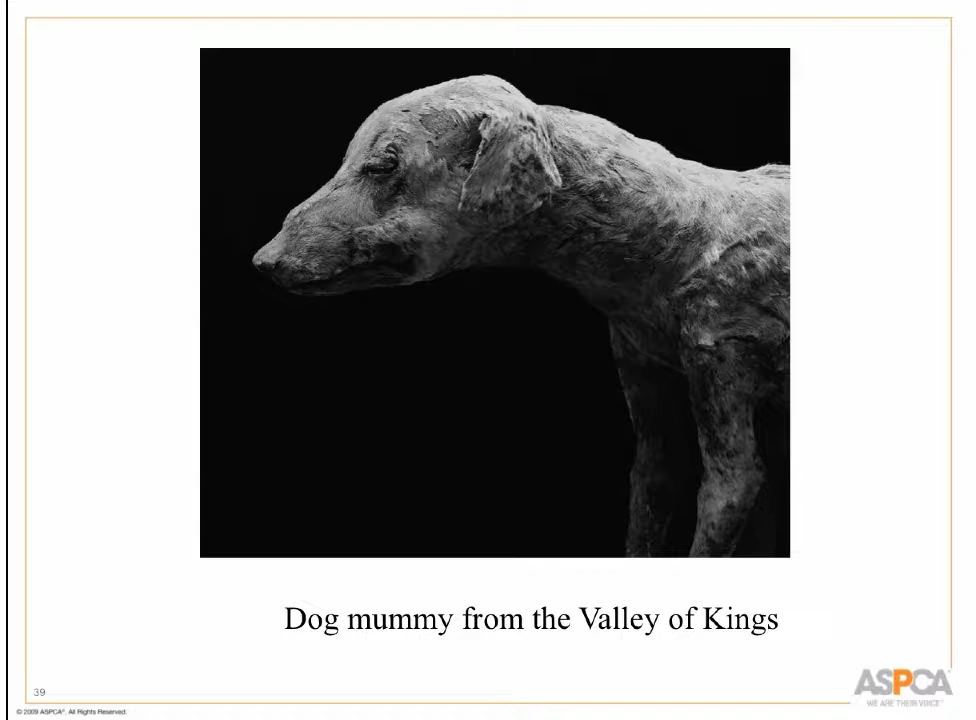 Dog mummy from the Valley of Kings
39
ASPCA
WE ARE THEIR VOICE™
© 2009 ASPCA®. All Rights Reserved.